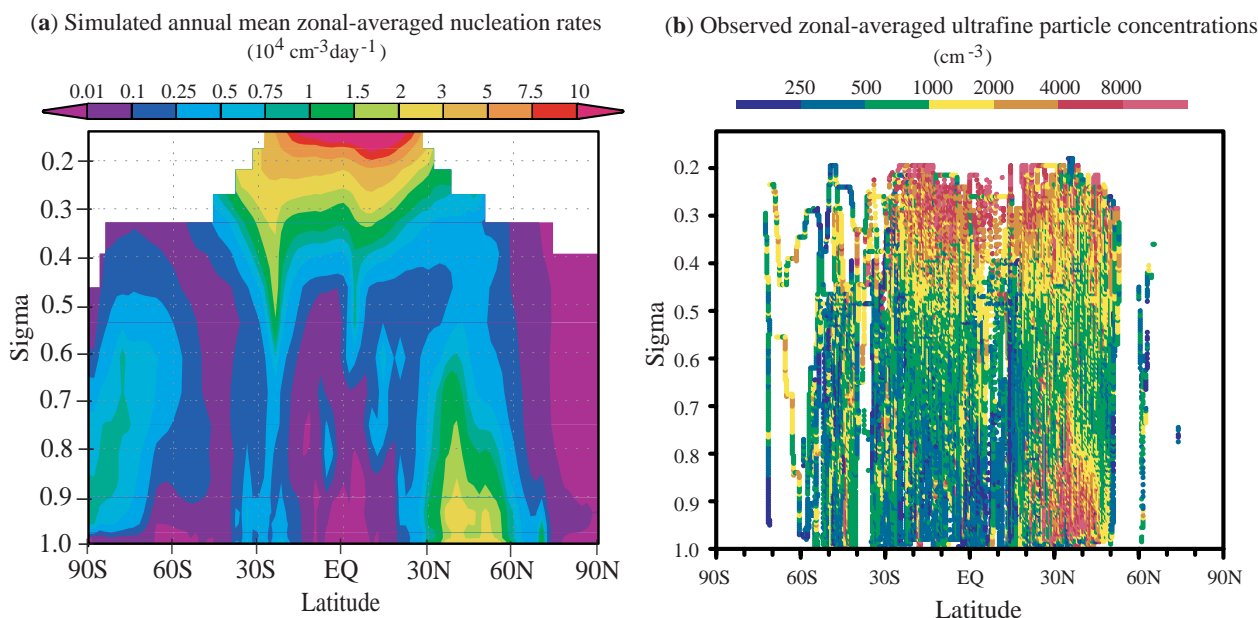 (a) Simulated annual mean zonal-averaged nucleation rates
(10⁴ cm⁻³day⁻¹)
0.01 0.1 0.25 0.5 0.75 1 1.5 2 3 5 7.5 10
0.2
0.3
0.4
0.5
0.6
0.7
0.8
0.9
1.0
Sigma
90S 60S 30S EQ 30N 60N 90N
Latitude
(b) Observed zonal-averaged ultrafine particle concentrations
(cm⁻³)
250 500 1000 2000 4000 8000
0.2
0.3
0.4
0.5
0.6
0.7
0.8
0.9
1.0
Sigma
90S 60S 30S EQ 30N 60N 90N
Latitude